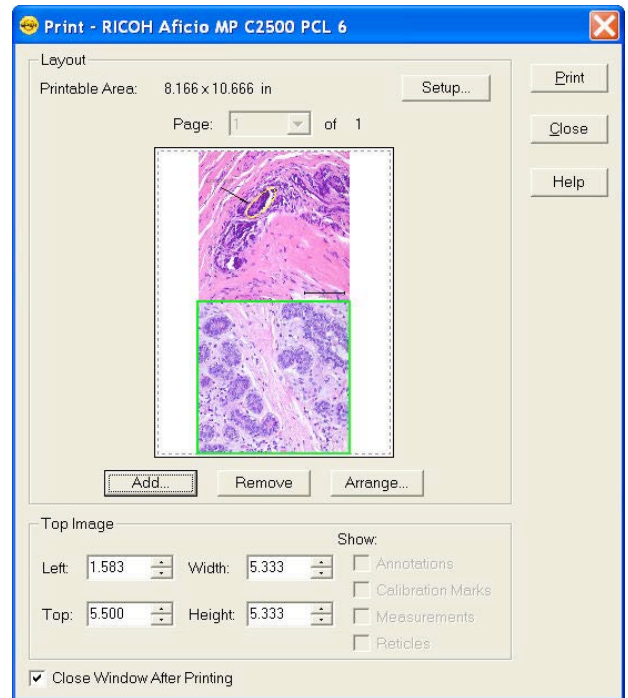 Print - RICOH Aficio MP C2500 PCL 6
Layout
Printable Area: 8.166 x 10.666 in
Setup...
Print
Page: 1 of 1
Close
Help
Add...
Remove
Arrange...
Top Image
Show:
Left: 1.583 Width: 5.333
Annotations
Calibration Marks
Top: 5.500 Height: 5.333
Measurements
Reticles
Close Window After Printing